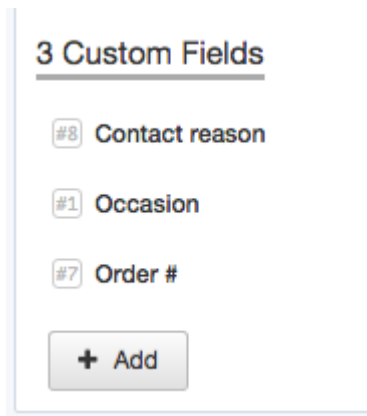 3 Custom Fields
#8 Contact reason
#1 Occasion
#7 Order #
+ Add